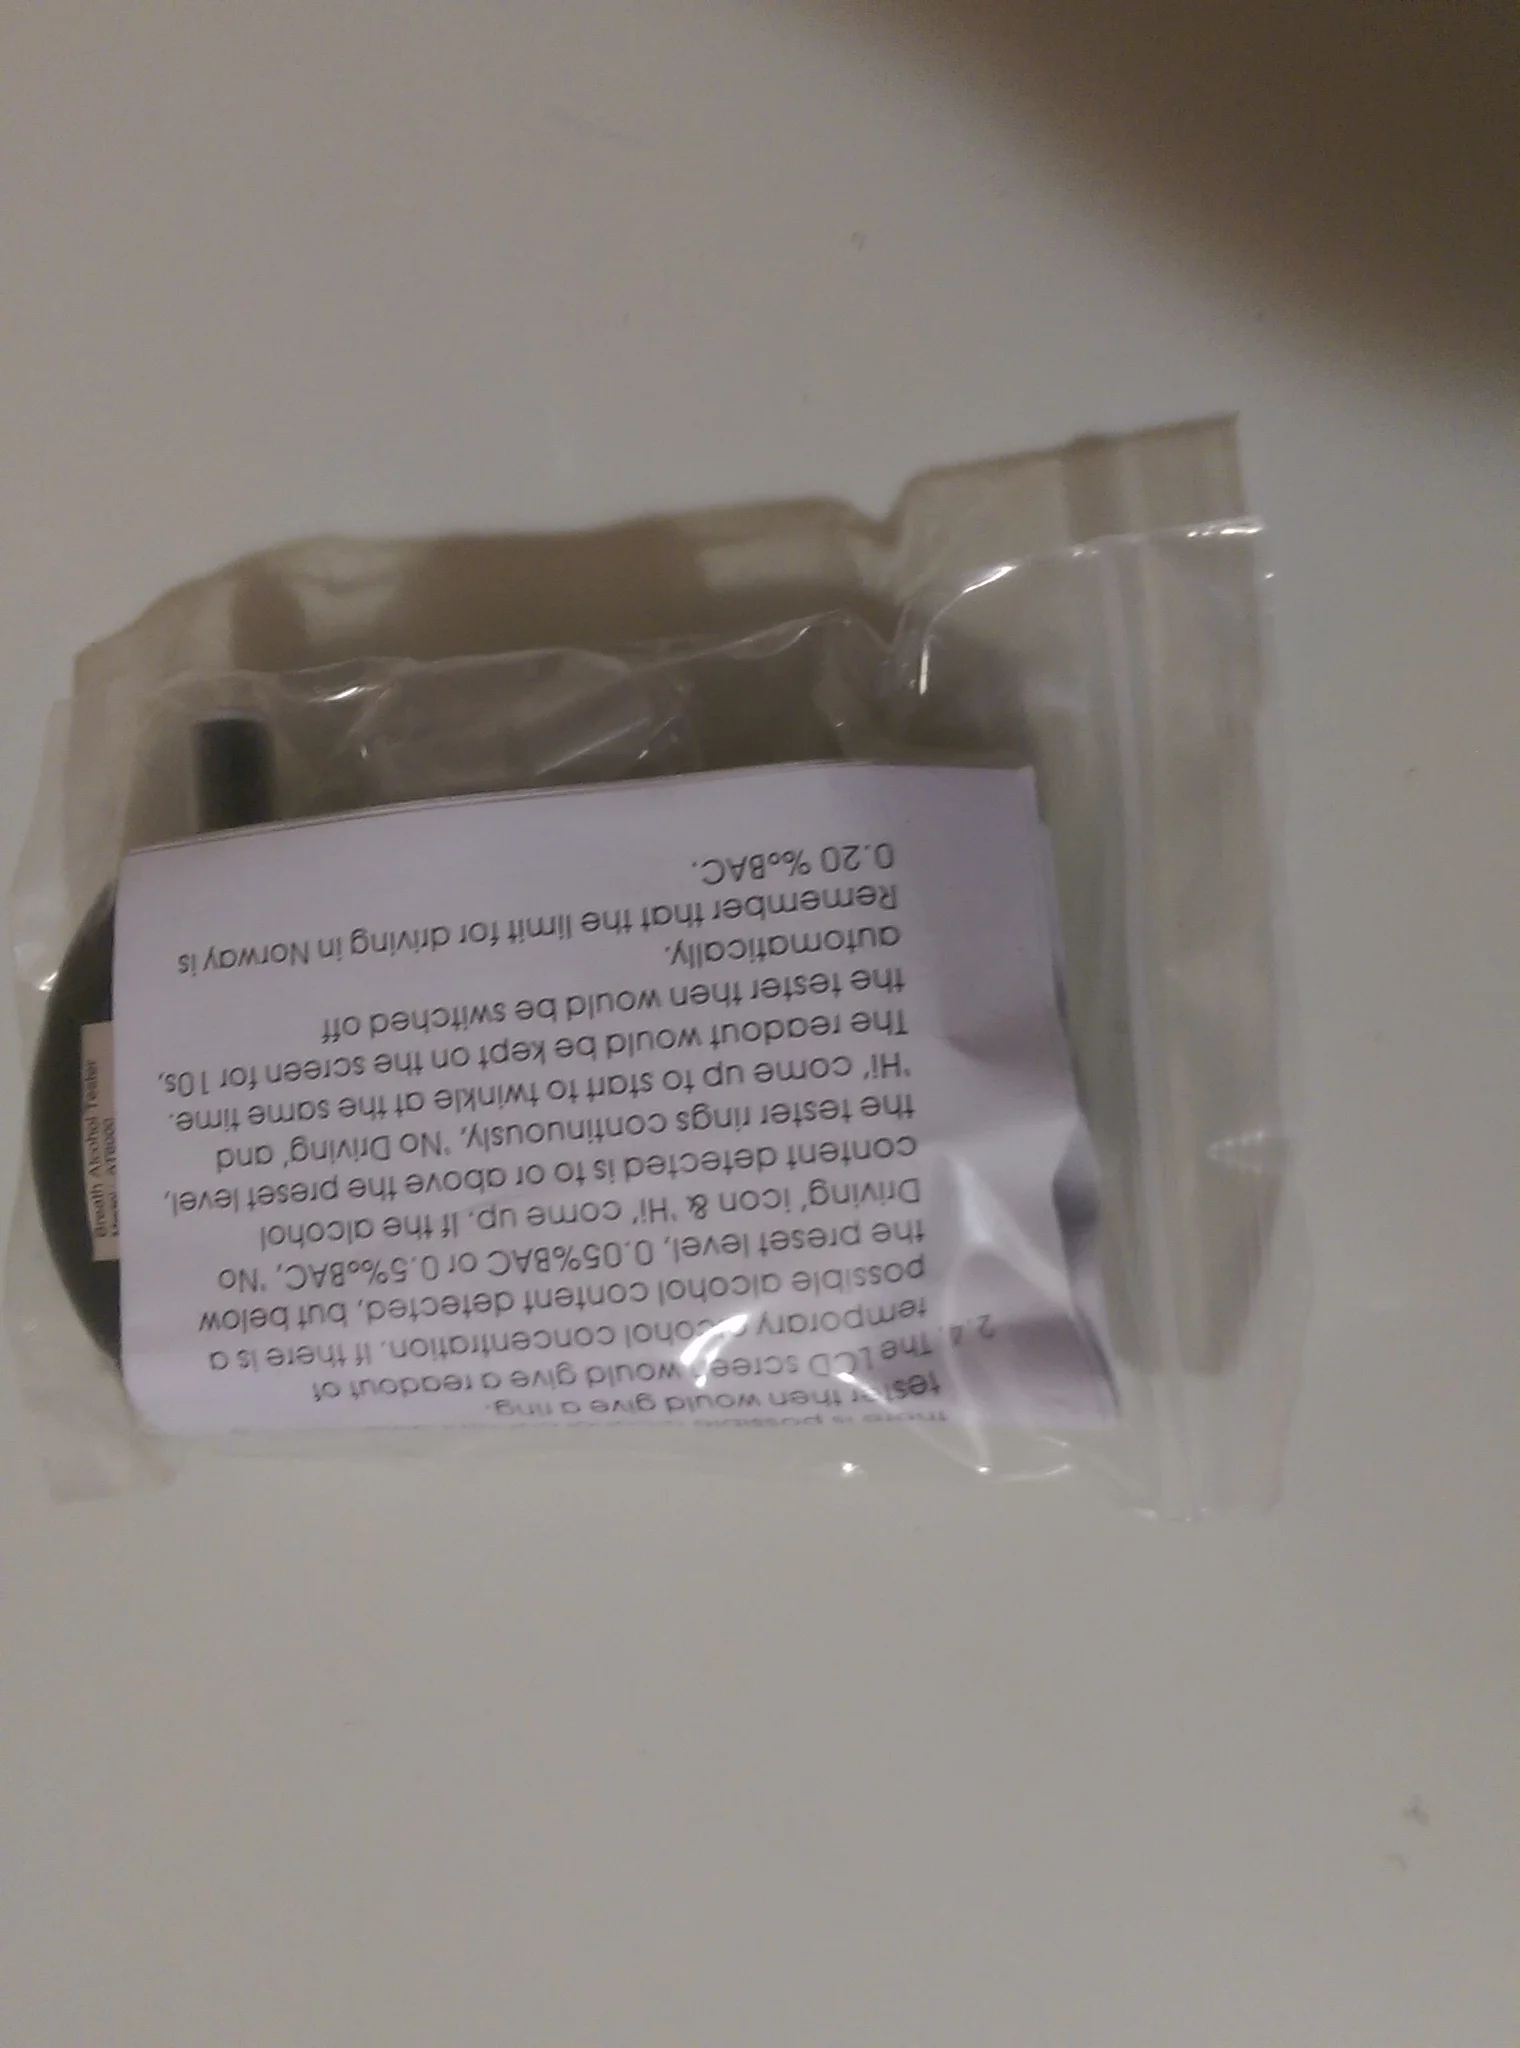 there is possible
tester then would give a ring.
2.4. The LCD screen would give a readout of
temporary alcohol concentration. If there is a
possible alcohol content detected, but below
the preset level, 0.05%BAC or 0.5‰BAC, "No
Driving' icon & "Hi' come up. If the alcohol
content detected is to or above the preset level,
the tester rings continuously, "No Driving' and
"Hi' come up to start to twinkle at the same time.
The readout would be kept on the screen for 10s,
the tester then would be switched off
automatically.
Remember that the limit for driving in Norway is
0.20 ‰BAC.
Breath Alcohol Tester
AT6000